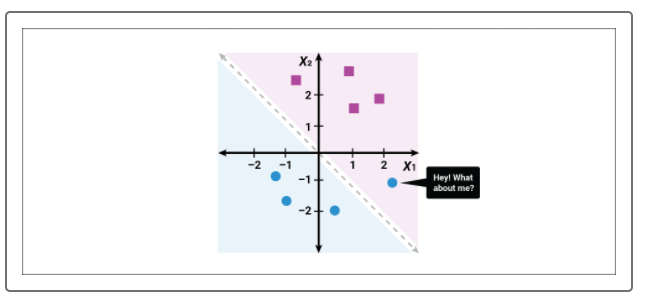 X₂
2
1
−2 −1 1 2 X₁
−1
−2
Hey! What
about me?